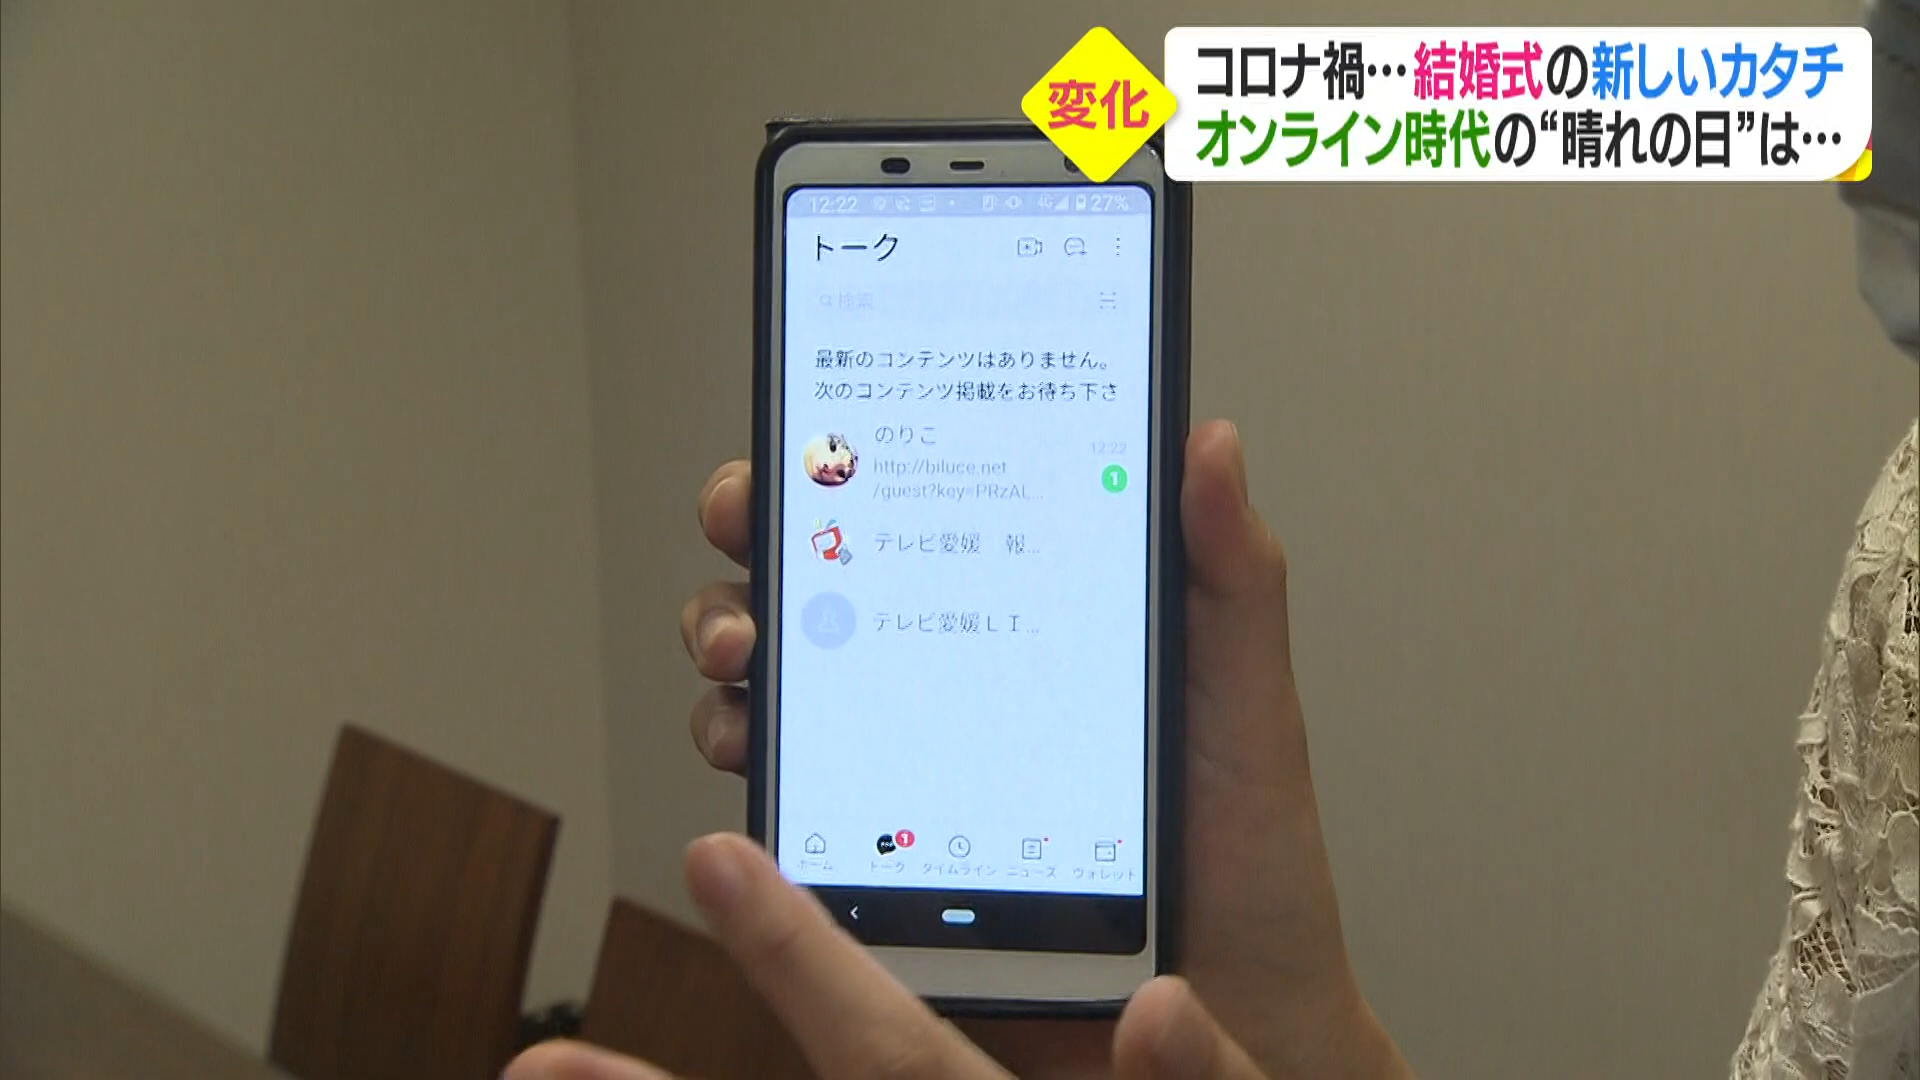 変化
コロナ禍…結婚式の新しいカタチ
オンライン時代の“晴れの日”は…
12:22
4G
27%
トーク
検索
最新のコンテンツはありません。
次のコンテンツ掲載をお待ち下さ
のりこ
12:22
http://biluce.net
/guest?key=PRzAL...
1
テレビ愛媛 報...
テレビ愛媛ＬＩ...
1
ホーム
トーク
タイムライン
ニュース
ウォレット